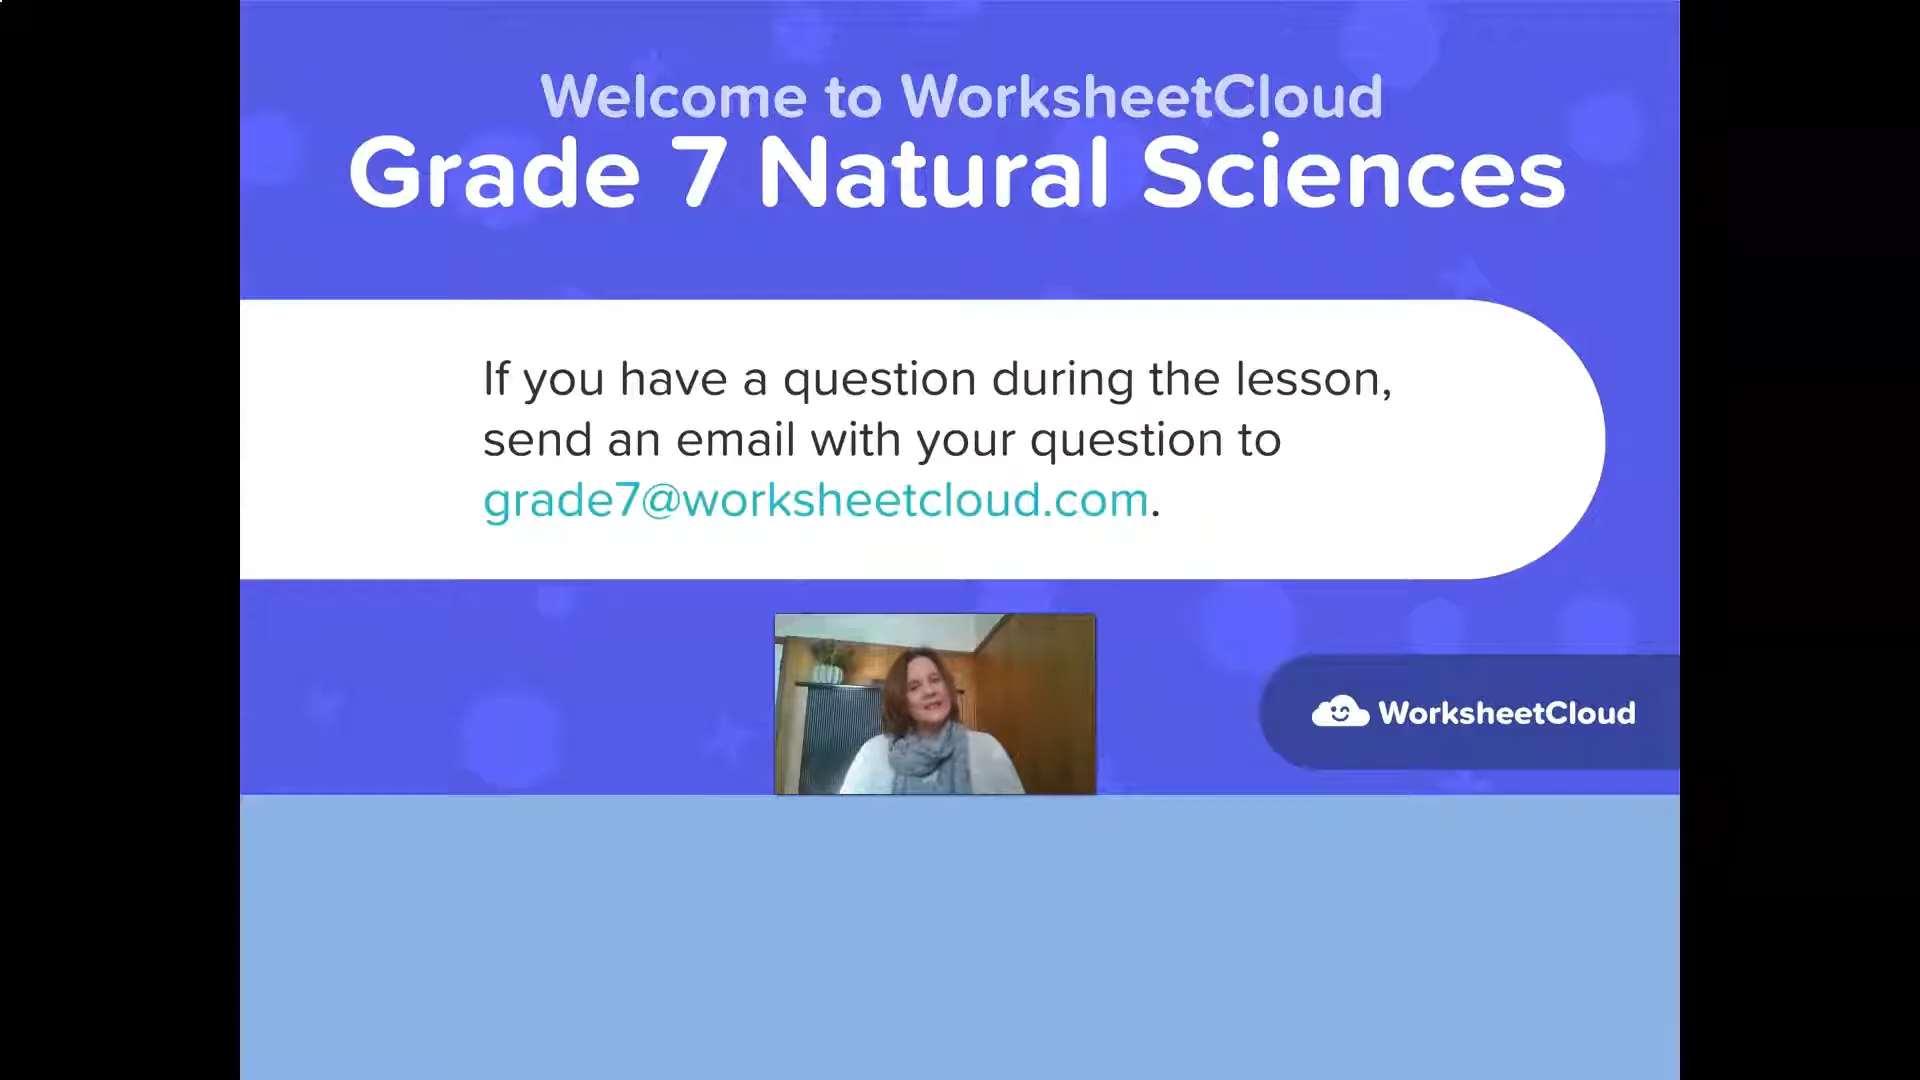 Welcome to WorksheetCloud
Grade 7 Natural Sciences
If you have a question during the lesson,
send an email with your question to
grade7@worksheetcloud.com.
WorksheetCloud